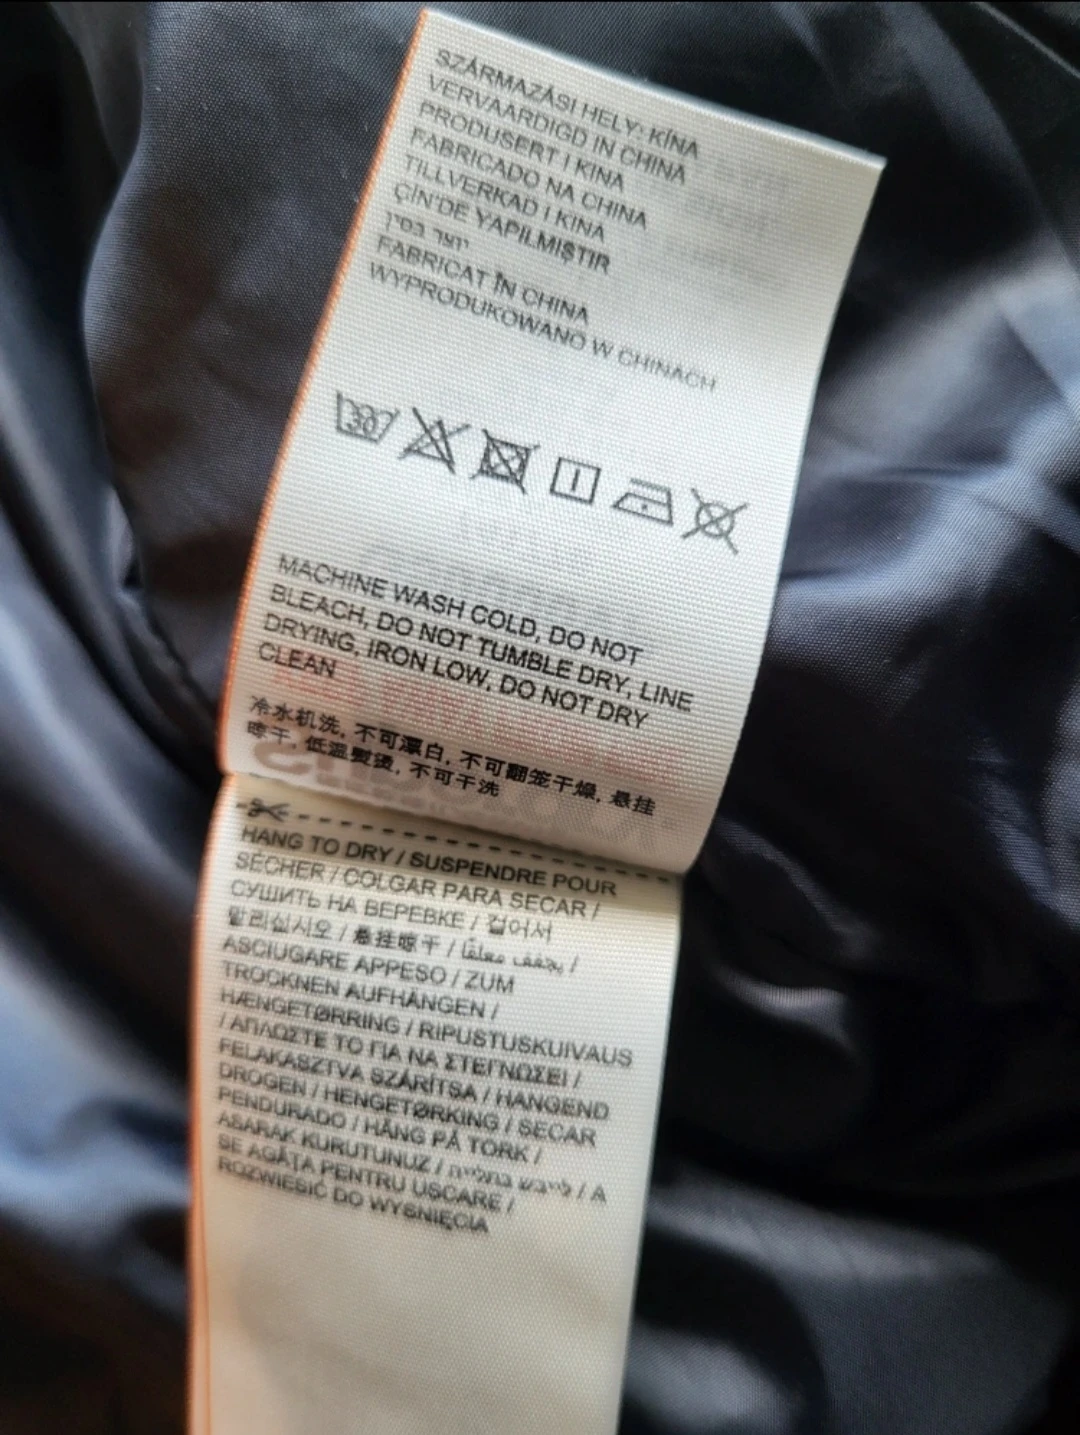 SZÁRMAZÁSI HELY: KÍNA
VERVAARDIGD IN CHINA
PRODUSERT I KINA
FABRICADO NA CHINA
TILLVERKAD I KINA
ÇİN'DE YAPILMIŞTIR
יוצר בסין
FABRICAT ÎN CHINA
WYPRODUKOWANO W CHINACH
30
MACHINE WASH COLD, DO NOT
BLEACH, DO NOT TUMBLE DRY, LINE
DRYING, IRON LOW, DO NOT DRY
CLEAN
冷水机洗, 不可漂白, 不可翻笼干燥, 悬挂
晾干, 低温熨烫, 不可干洗
HANG TO DRY / SUSPENDRE POUR
SÉCHER / COLGAR PARA SECAR /
СУШИТЬ НА ВЕРЕВКЕ / 걸어서
말리십시오 / 悬挂晾干 / يجفف معلقًا /
ASCIUGARE APPESO / ZUM
TROCKNEN AUFHÄNGEN /
HÆNGETØRRING / RIPUSTUSKUIVAUS
/ ΑΠΛΩΣΤΕ ΤΟ ΓΙΑ ΝΑ ΣΤΕΓΝΩΣΕΙ /
FELAKASZTVA SZÁRÍTSA / HANGEND
DROGEN / HENGETØRKING / SECAR
PENDURADO / HÄNG PÅ TORK /
ASARAK KURUTUNUZ / לייבש בתלייה / A
SE AGĂŢA PENTRU USCARE /
ROZWIESIĆ DO WYSNIĘCIA